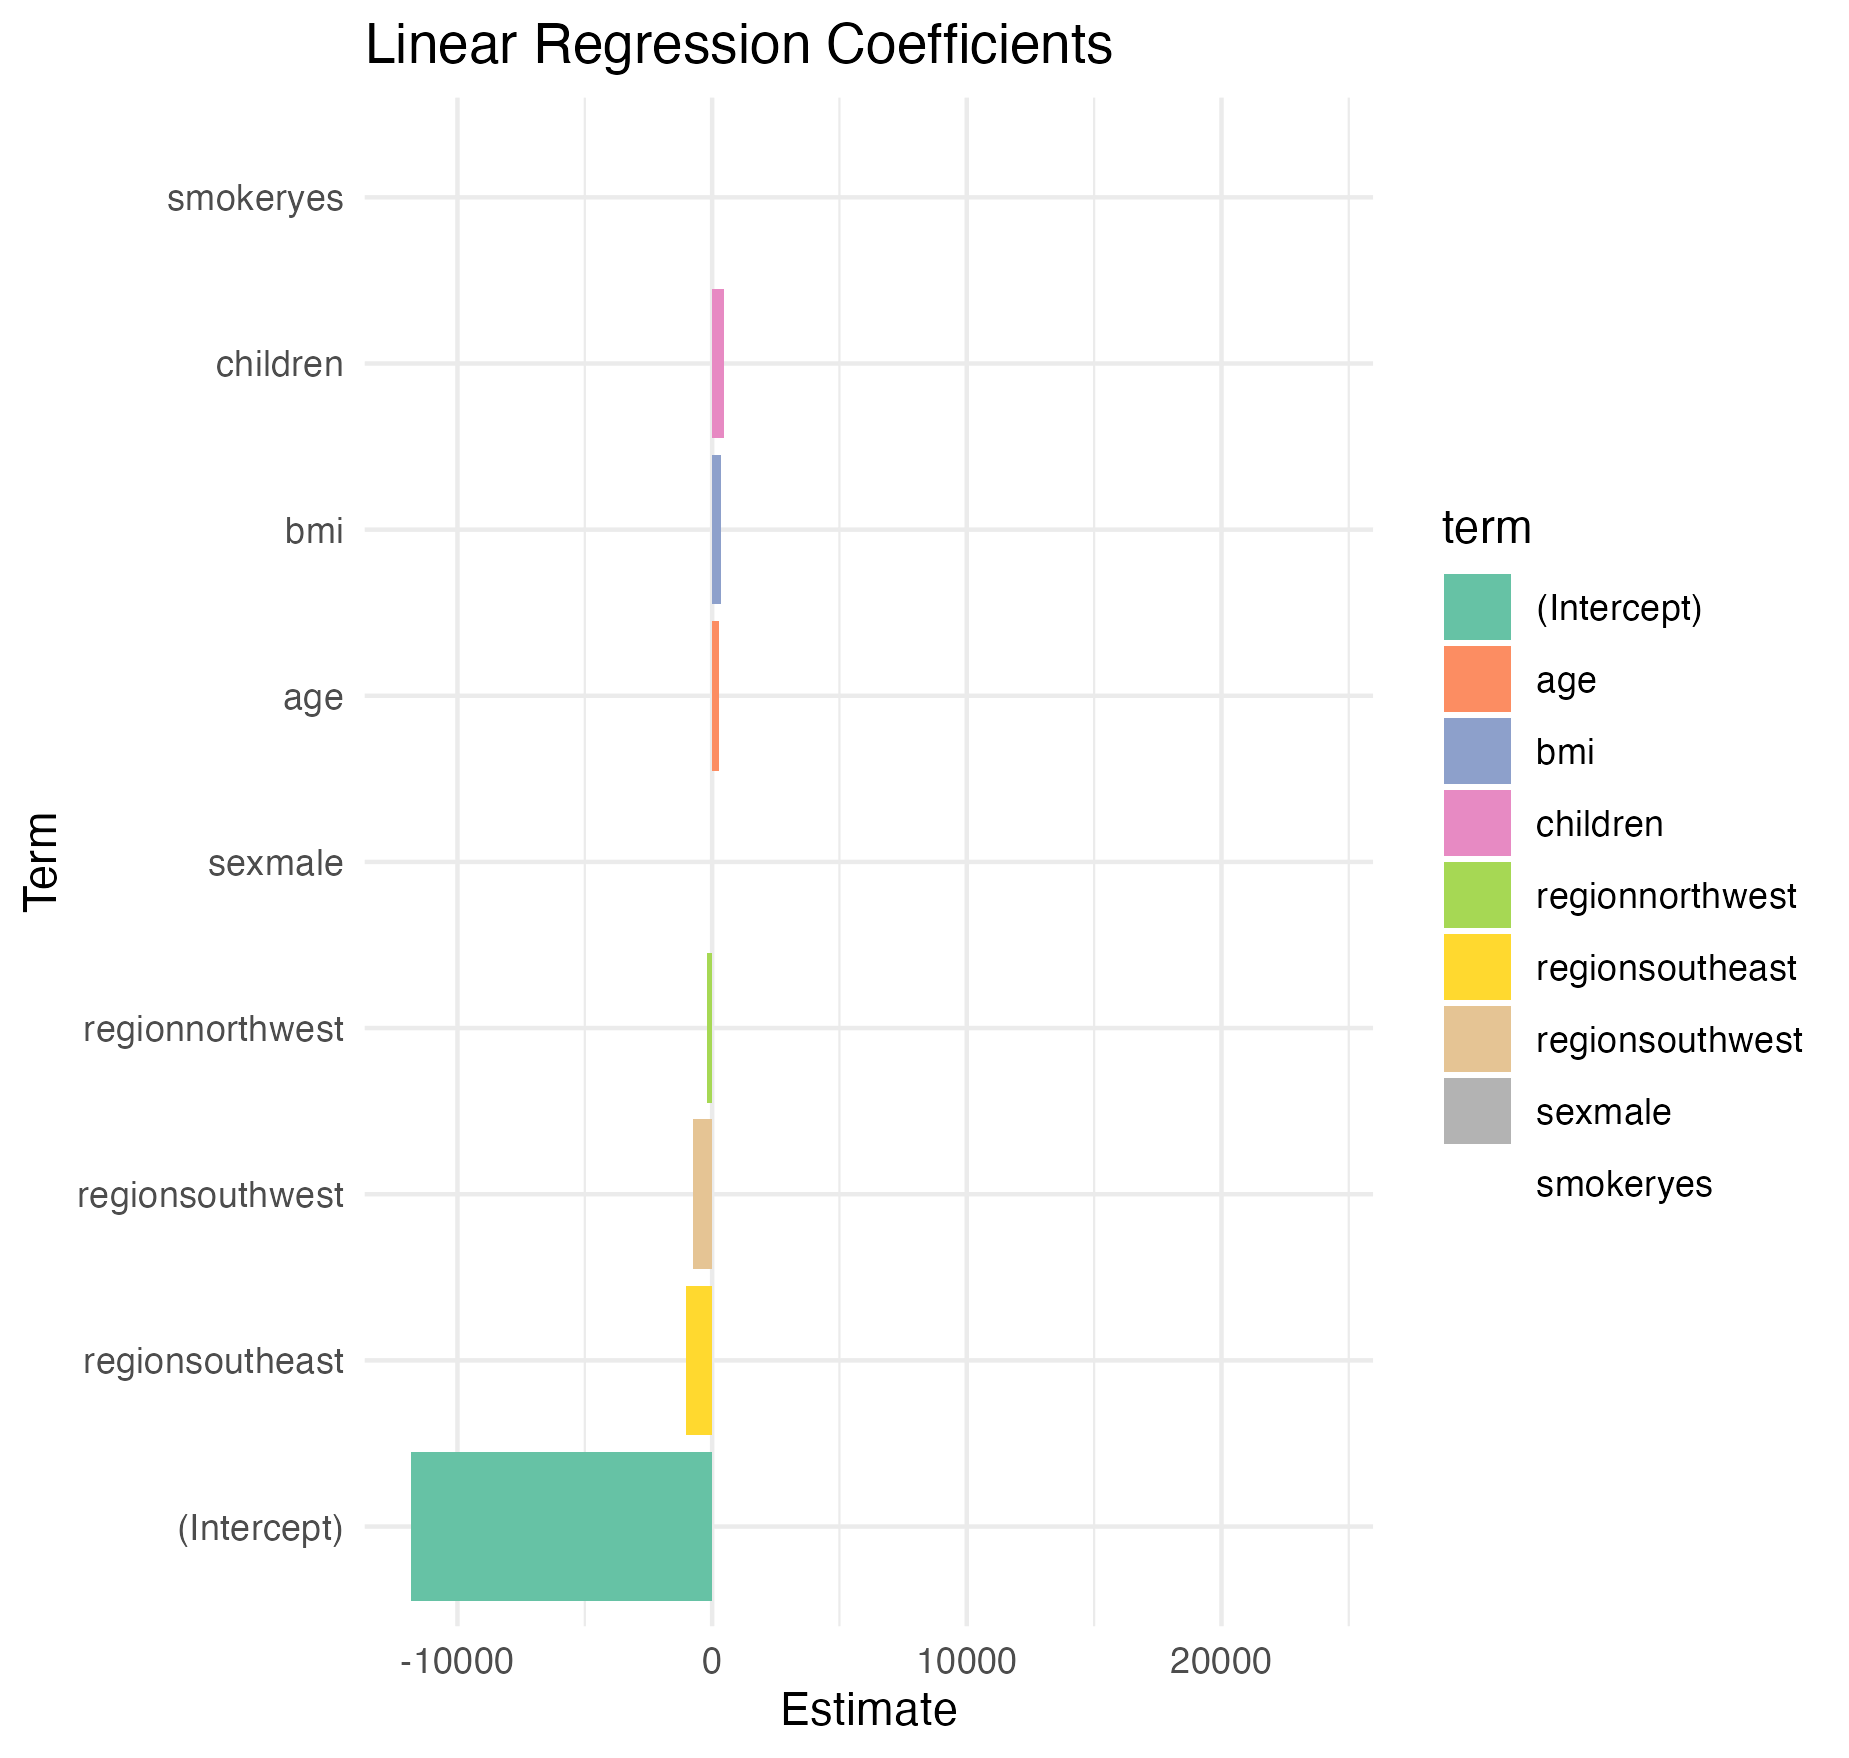 Linear Regression Coefficients
smokeryes
children
bmi
age
sexmale
regionnorthwest
regionsouthwest
regionsoutheast
(Intercept)
Term
-10000 0 10000 20000
Estimate
term
(Intercept)
age
bmi
children
regionnorthwest
regionsoutheast
regionsouthwest
sexmale
smokeryes